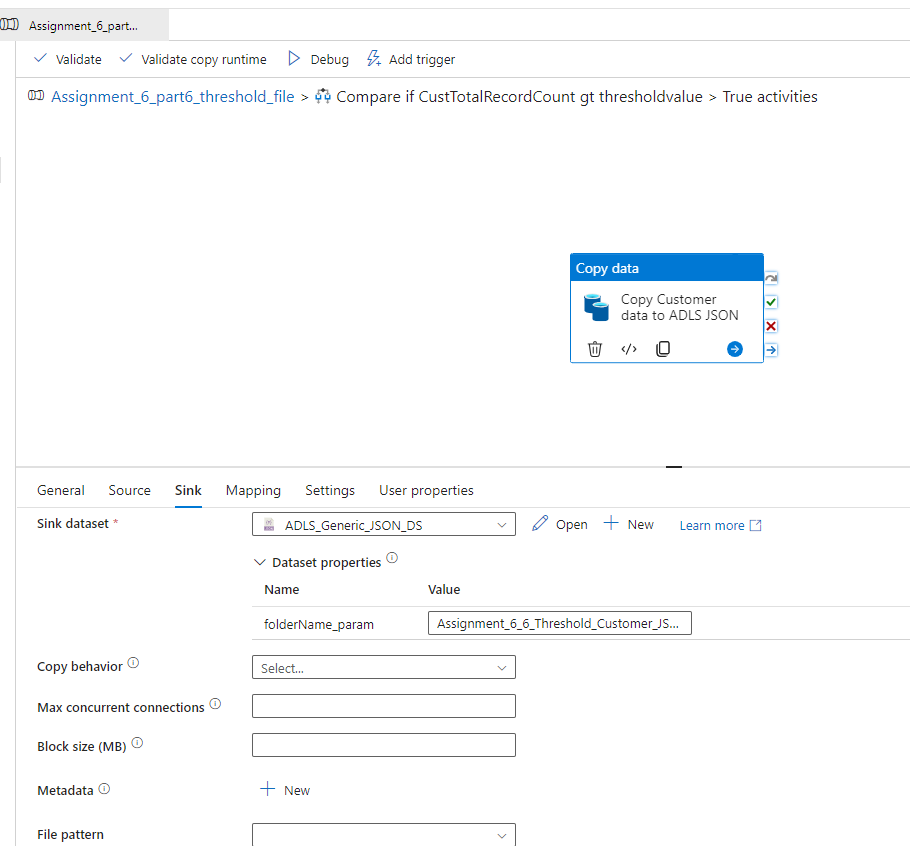 Assignment_6_part...
Validate Validate copy runtime Debug Add trigger
Assignment_6_part6_threshold_file > Compare if CustTotalRecordCount gt thresholdvalue > True activities
Copy data
Copy Customer
data to ADLS JSON
General Source Sink Mapping Settings User properties
Sink dataset * ADLS_Generic_JSON_DS Open New Learn more
Dataset properties
Name Value
folderName_param Assignment_6_6_Threshold_Customer_JS...
Copy behavior Select...
Max concurrent connections
Block size (MB)
Metadata New
File pattern